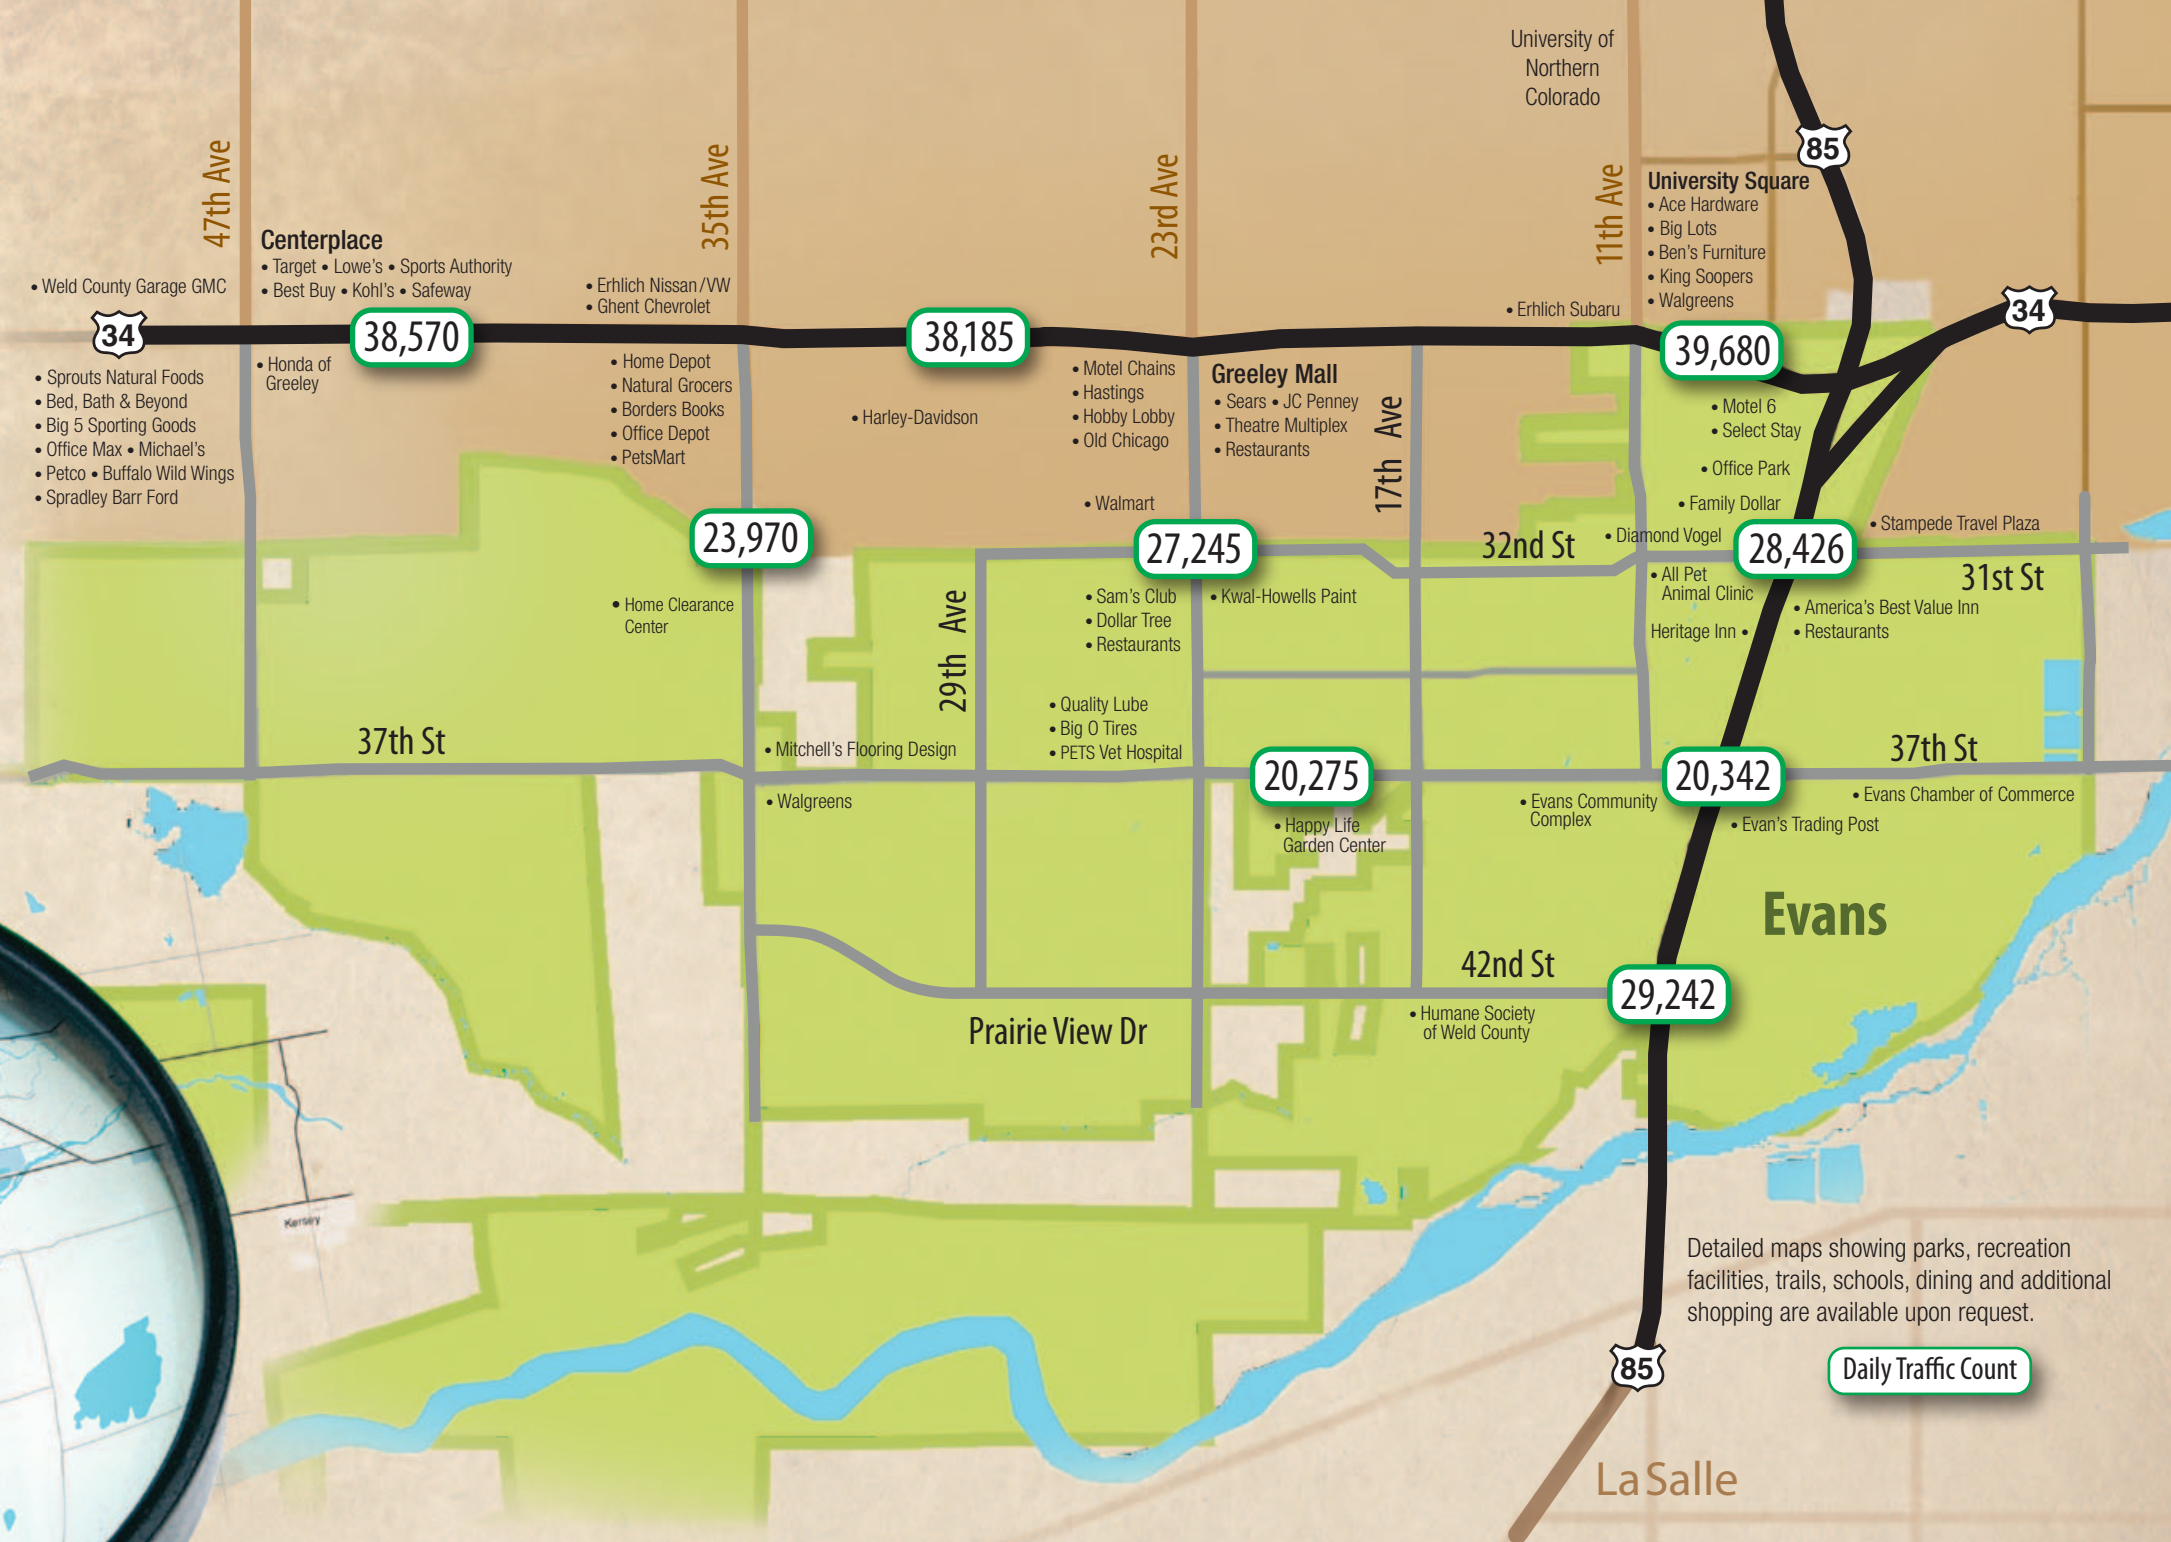 University of
Northern
Colorado
85
47th Ave
35th Ave
23rd Ave
11th Ave
University Square
• Ace Hardware
• Big Lots
• Ben's Furniture
• King Soopers
• Walgreens
Centerplace
• Target • Lowe's • Sports Authority
• Best Buy • Kohl's • Safeway
• Weld County Garage GMC
• Erhlich Nissan/VW
• Ghent Chevrolet
• Erhlich Subaru
34
38,570
38,185
39,680
34
• Honda of
Greeley
• Sprouts Natural Foods
• Bed, Bath & Beyond
• Big 5 Sporting Goods
• Office Max • Michael's
• Petco • Buffalo Wild Wings
• Spradley Barr Ford
• Home Depot
• Natural Grocers
• Borders Books
• Office Depot
• PetsMart
• Harley-Davidson
• Motel Chains
• Hastings
• Hobby Lobby
• Old Chicago
Greeley Mall
• Sears • JC Penney
• Theatre Multiplex
• Restaurants
17th Ave
• Motel 6
• Select Stay
• Office Park
• Family Dollar
• Walmart
• Diamond Vogel
• Stampede Travel Plaza
23,970
27,245
32nd St
28,426
31st St
• All Pet
Animal Clinic
• Home Clearance
Center
29th Ave
• Sam's Club
• Dollar Tree
• Restaurants
• Kwal-Howells Paint
Heritage Inn •
• America's Best Value Inn
• Restaurants
• Quality Lube
• Big O Tires
• PETS Vet Hospital
37th St
• Mitchell's Flooring Design
37th St
20,275
20,342
• Walgreens
• Happy Life
Garden Center
• Evans Community
Complex
• Evans Chamber of Commerce
• Evan's Trading Post
Evans
42nd St
29,242
Prairie View Dr
• Humane Society
of Weld County
Kersey
Detailed maps showing parks, recreation
facilities, trails, schools, dining and additional
shopping are available upon request.
85
Daily Traffic Count
La Salle